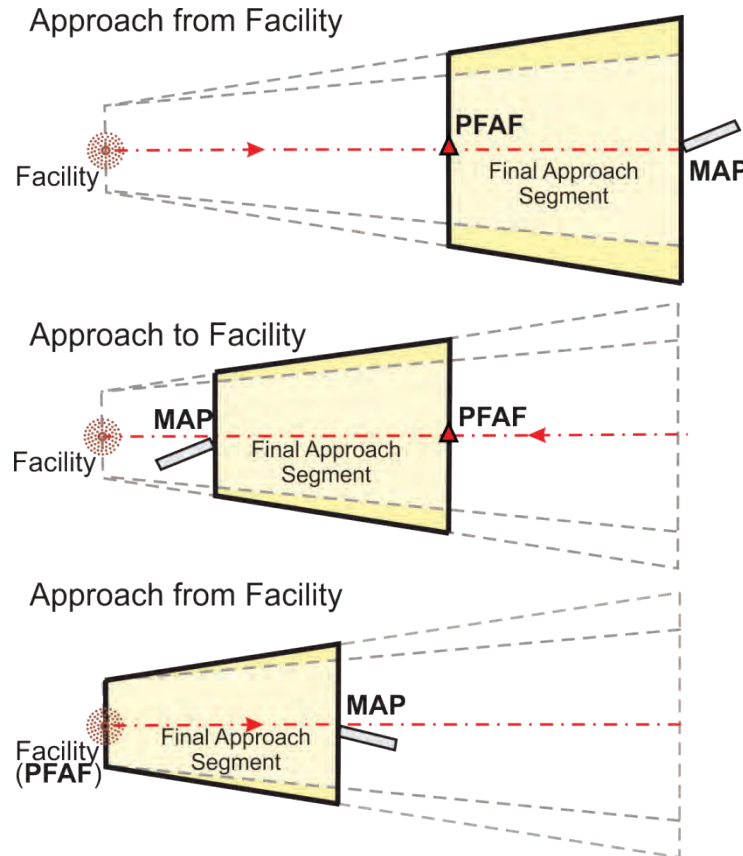 Approach from Facility
PFAF
Facility
Final Approach
Segment
MAP
Approach to Facility
MAP
PFAF
Facility
Final Approach
Segment
Approach from Facility
MAP
Facility
(PFAF)
Final Approach
Segment